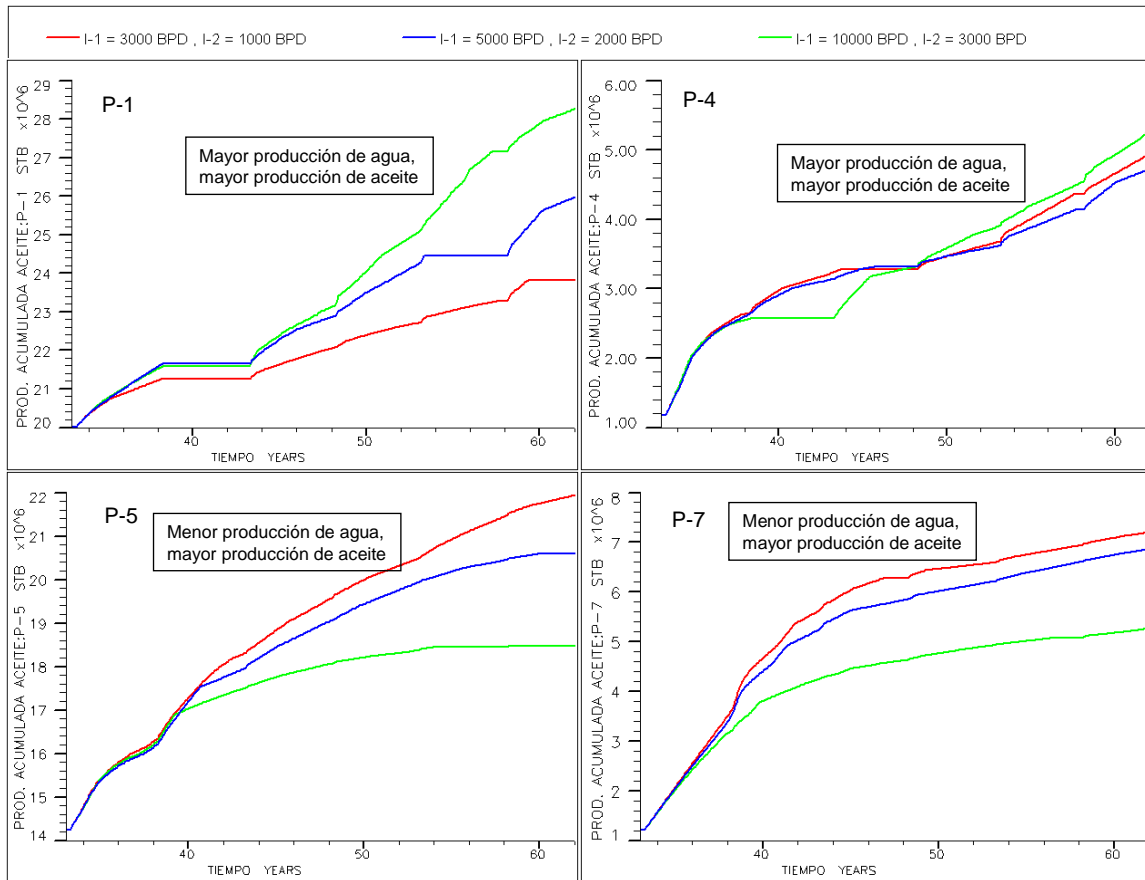 I-1 = 3000 BPD , I-2 = 1000 BPD
I-1 = 5000 BPD , I-2 = 2000 BPD
I-1 = 10000 BPD , I-2 = 3000 BPD
P-1
Mayor producción de agua,
mayor producción de aceite
PROD. ACUMULADA ACEITE:P-1 STB x10^6
29
28
27
26
25
24
23
22
21
20
40
50
60
TIEMPO YEARS
P-4
Mayor producción de agua,
mayor producción de aceite
PROD. ACUMULADA ACEITE:P-4 STB x10^6
6.00
5.00
4.00
3.00
2.00
1.00
40
50
60
TIEMPO YEARS
P-5
Menor producción de agua,
mayor producción de aceite
PROD. ACUMULADA ACEITE:P-5 STB x10^6
22
21
20
19
18
17
16
15
14
40
50
60
TIEMPO YEARS
P-7
Menor producción de agua,
mayor producción de aceite
PROD. ACUMULADA ACEITE:P-7 STB x10^6
8
7
6
5
4
3
2
1
40
50
60
TIEMPO YEARS